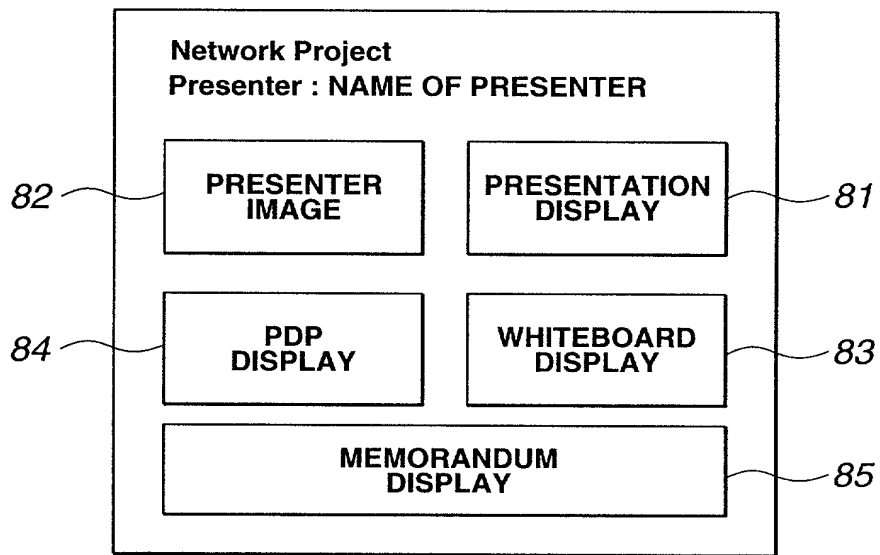 Network Project
Presenter : NAME OF PRESENTER
82
PRESENTER
IMAGE
PRESENTATION
DISPLAY
81
84
PDP
DISPLAY
WHITEBOARD
DISPLAY
83
MEMORANDUM
DISPLAY
85